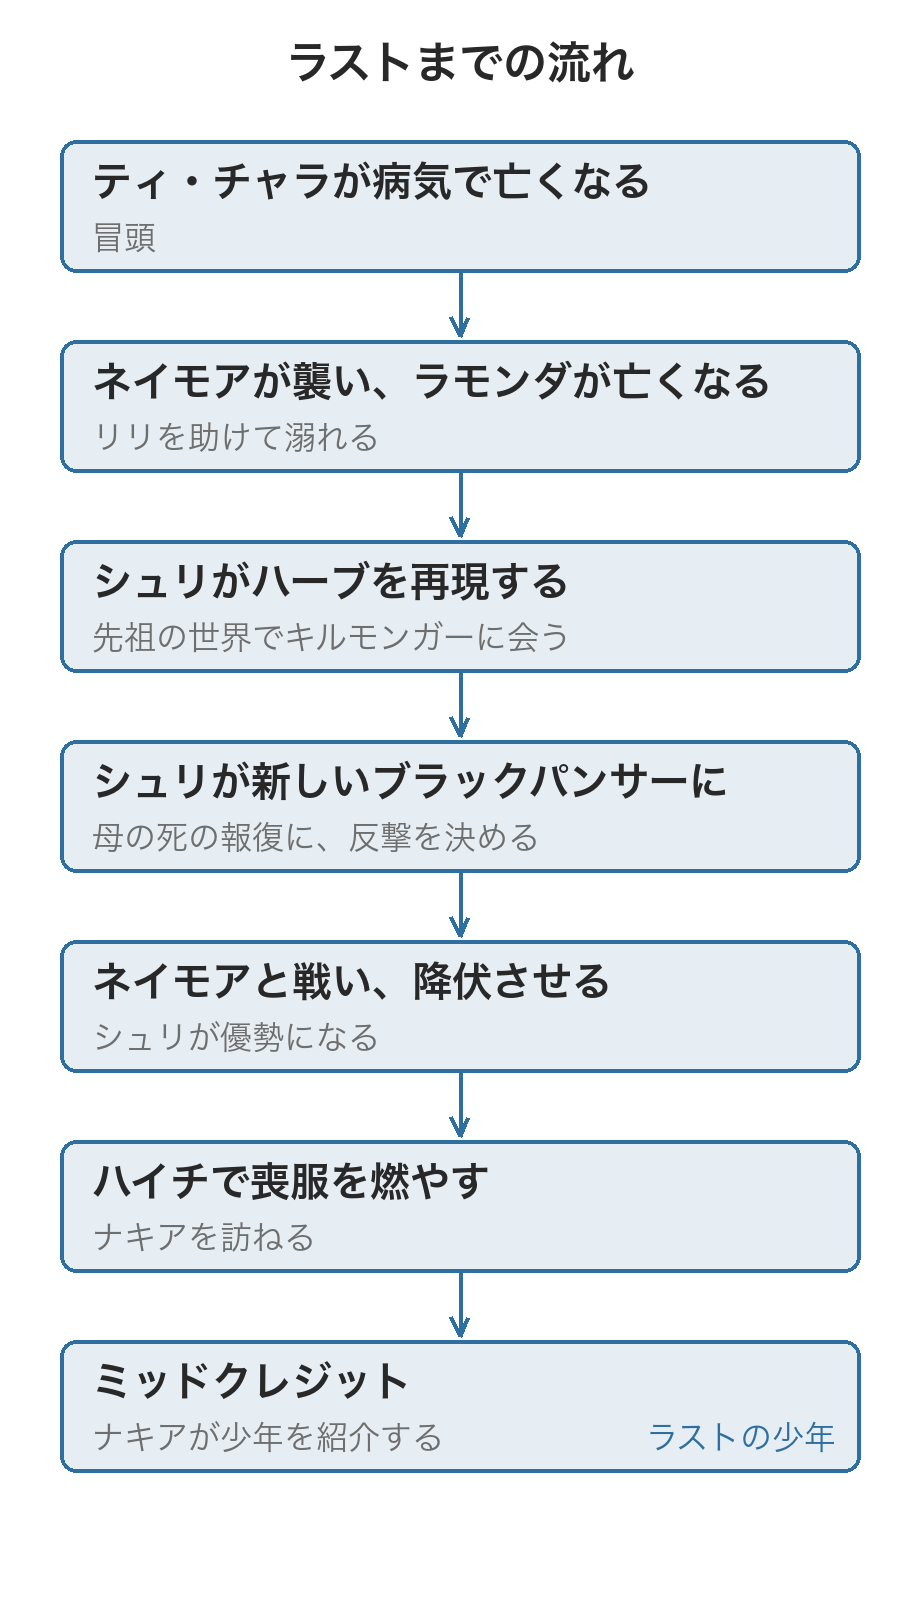 ラストまでの流れ
ティ・チャラが病気で亡くなる
冒頭
ネイモアが襲い、ラモンダが亡くなる
リリを助けて溺れる
シュリがハーブを再現する
先祖の世界でキルモンガーに会う
シュリが新しいブラックパンサーに
母の死の報復に、反撃を決める
ネイモアと戦い、降伏させる
シュリが優勢になる
ハイチで喪服を燃やす
ナキアを訪ねる
ミッドクレジット
ナキアが少年を紹介する
ラストの少年